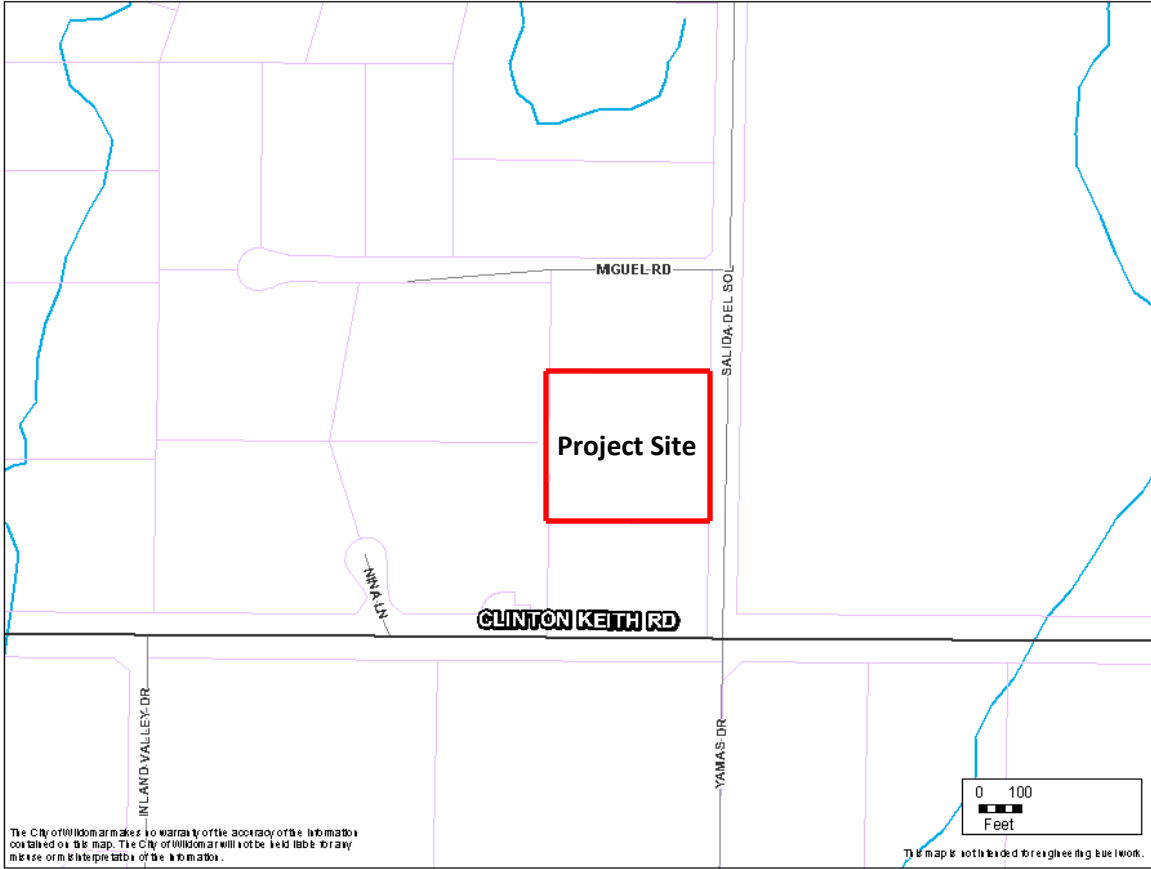 MIGUEL RD
SALIDA DEL SOL
Project Site
NINA LN
CLINTON KEITH RD
INLAND VALLEY DR
YAMAS DR
0 100
Feet
The City of Wildomar makes no warranty of the accuracy of the information
contained on this map. The City of Wildomar will not be held liable for any
misuse or misinterpretation of the information.
This map is not intended for engineering level work.